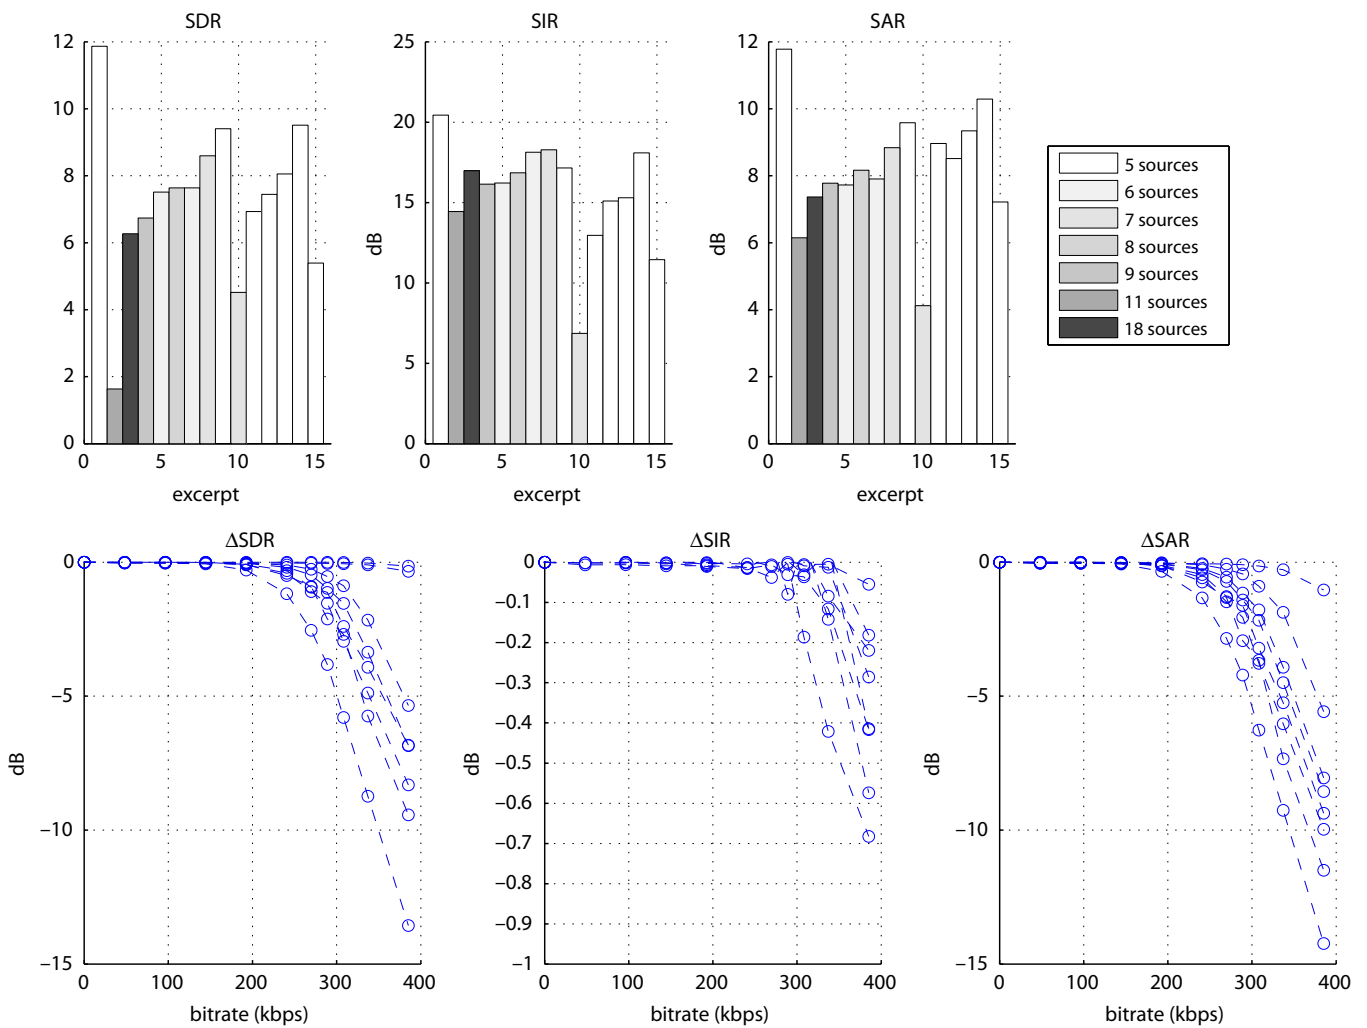 SDR
12
10
8
6
4
2
0
0 5 10 15
excerpt
SIR
25
20
15
10
5
0
dB
0 5 10 15
excerpt
SAR
12
10
8
6
4
2
0
dB
0 5 10 15
excerpt
5 sources
6 sources
7 sources
8 sources
9 sources
11 sources
18 sources
ΔSDR
0
−5
−10
−15
dB
0 100 200 300 400
bitrate (kbps)
ΔSIR
0
−0.1
−0.2
−0.3
−0.4
−0.5
−0.6
−0.7
−0.8
−0.9
−1
dB
0 100 200 300 400
bitrate (kbps)
ΔSAR
0
−5
−10
−15
dB
0 100 200 300 400
bitrate (kbps)